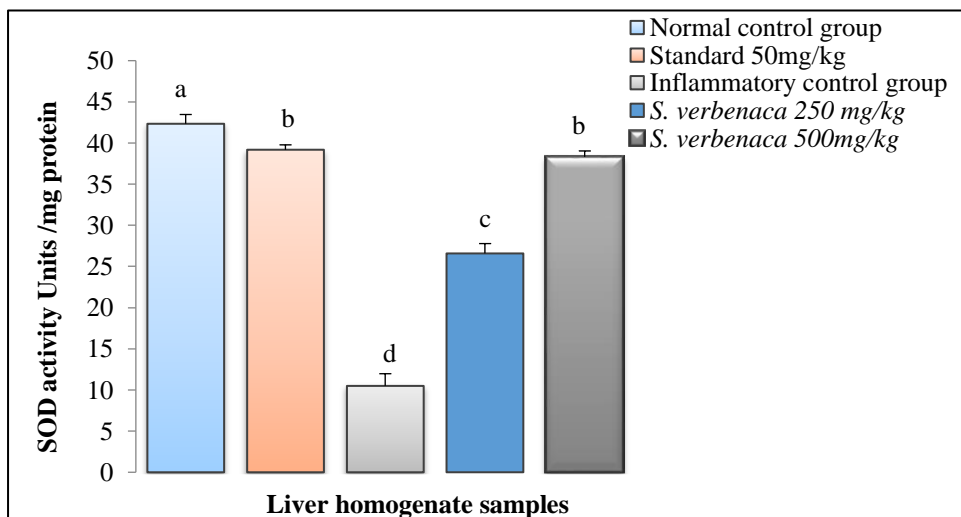 Normal control group
Standard 50mg/kg
Inflammatory control group
S. verbenaca 250 mg/kg
S. verbenaca 500mg/kg
SOD activity Units /mg protein
50
45
40
35
30
25
20
15
10
5
0
a
b
d
c
b
Liver homogenate samples